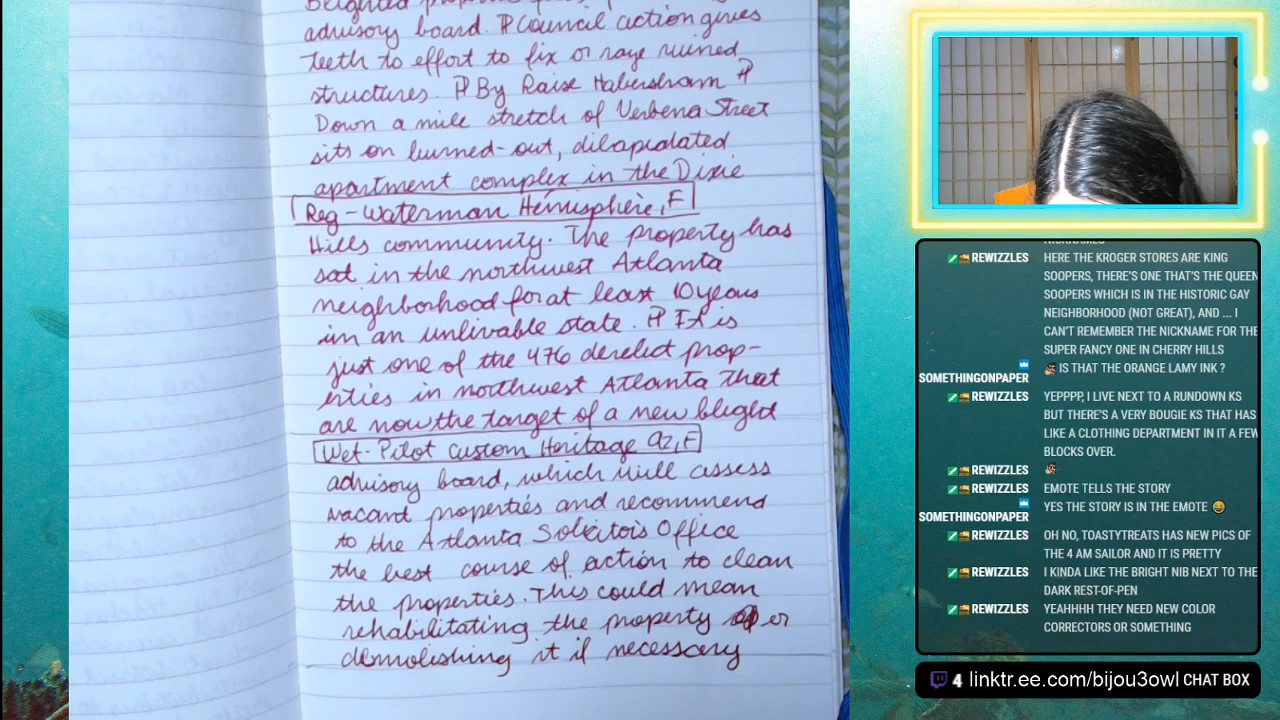 advisory board. ⁋ Council action gives
teeth to effort to fix or raze ruined
structures. ⁋ By Raise Habersham ⁋
Down a mile stretch of Verbena Street
sits on burned-out, dilapidated
apartment complex in the Dixie
Reg-Waterman Hémisphère, F
Hills community. The property has
sat in the northwest Atlanta
neighborhood for at least 10 years
in an unlivable state. ⁋ It is
just one of the 476 derelect prop-
erties in northwest Atlanta that
are now the target of a new blight
Wet-Pilot Custom Heritage 92, F
advisory board, which will assess
vacant properties and recommend
to the Atlanta Solicitor's Office
the best course of action to clean
the properties. This could mean
rehabilitating the property or
demolishing it if necessary
NICKNAMES
REWIZZLES HERE THE KROGER STORES ARE KING
SOOPERS, THERE'S ONE THAT'S THE QUEEN
SOOPERS WHICH IS IN THE HISTORIC GAY
NEIGHBORHOOD (NOT GREAT), AND ... I
CAN'T REMEMBER THE NICKNAME FOR THE
SUPER FANCY ONE IN CHERRY HILLS
SOMETHINGONPAPER IS THAT THE ORANGE LAMY INK ?
REWIZZLES YEPPPP, I LIVE NEXT TO A RUNDOWN KS
BUT THERE'S A VERY BOUGIE KS THAT HAS
LIKE A CLOTHING DEPARTMENT IN IT A FEW
BLOCKS OVER.
REWIZZLES
REWIZZLES EMOTE TELLS THE STORY
SOMETHINGONPAPER YES THE STORY IS IN THE EMOTE 😅
REWIZZLES OH NO, TOASTYTREATS HAS NEW PICS OF
THE 4 AM SAILOR AND IT IS PRETTY
REWIZZLES I KINDA LIKE THE BRIGHT NIB NEXT TO THE
DARK REST-OF-PEN
REWIZZLES YEAHHHH THEY NEED NEW COLOR
CORRECTORS OR SOMETHING
4 linktr.ee.com/bijou3owl CHAT BOX